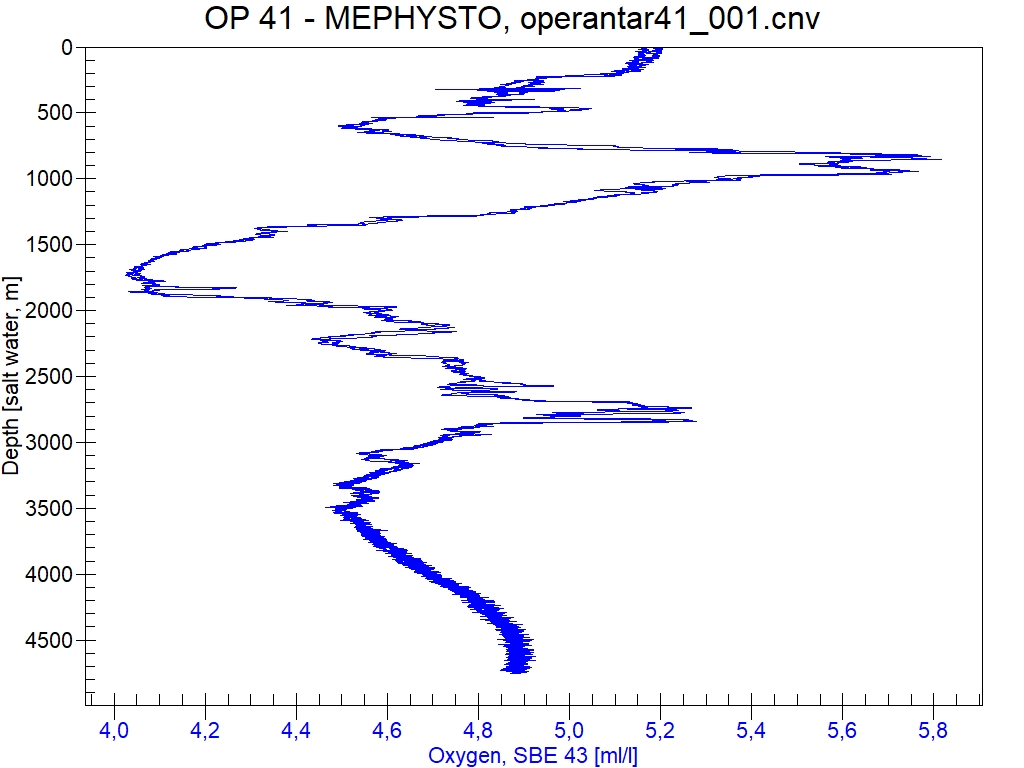 OP 41 - MEPHYSTO, operantar41_001.cnv
0
500
1000
1500
2000
2500
3000
3500
4000
4500
Depth [salt water, m]
4,0 4,2 4,4 4,6 4,8 5,0 5,2 5,4 5,6 5,8
Oxygen, SBE 43 [ml/l]